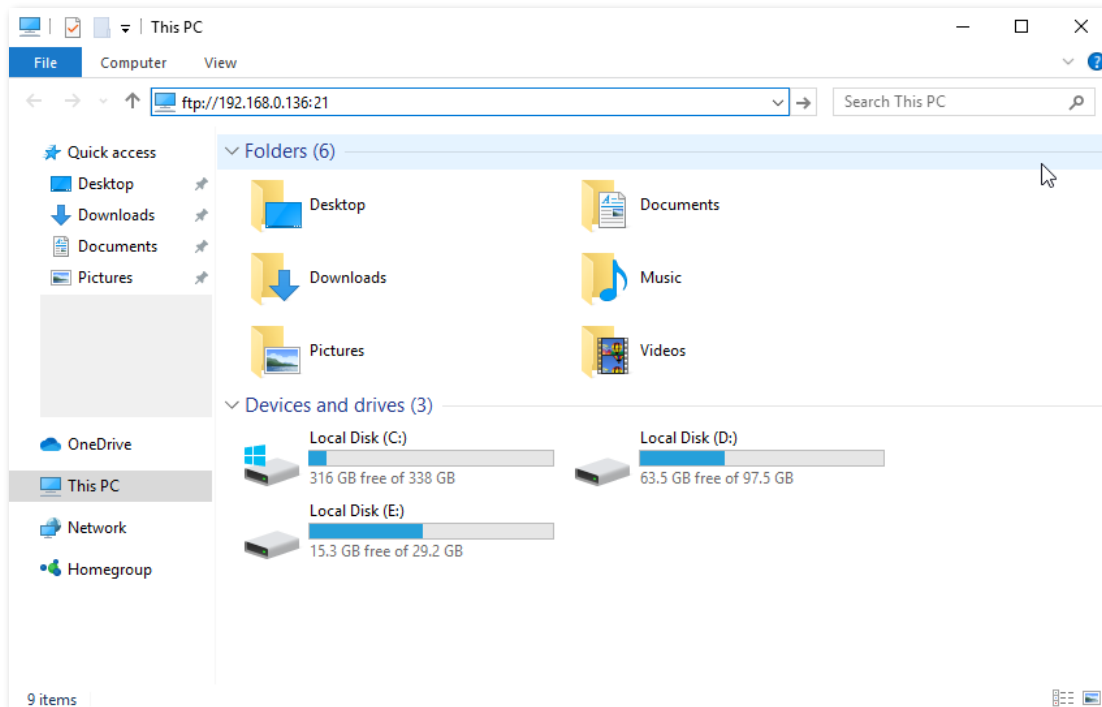 This PC
File Computer View
ftp://192.168.0.136:21
Search This PC
Quick access
Desktop
Downloads
Documents
Pictures
OneDrive
This PC
Network
Homegroup
Folders (6)
Desktop
Documents
Downloads
Music
Pictures
Videos
Devices and drives (3)
Local Disk (C:)
316 GB free of 338 GB
Local Disk (D:)
63.5 GB free of 97.5 GB
Local Disk (E:)
15.3 GB free of 29.2 GB
9 items